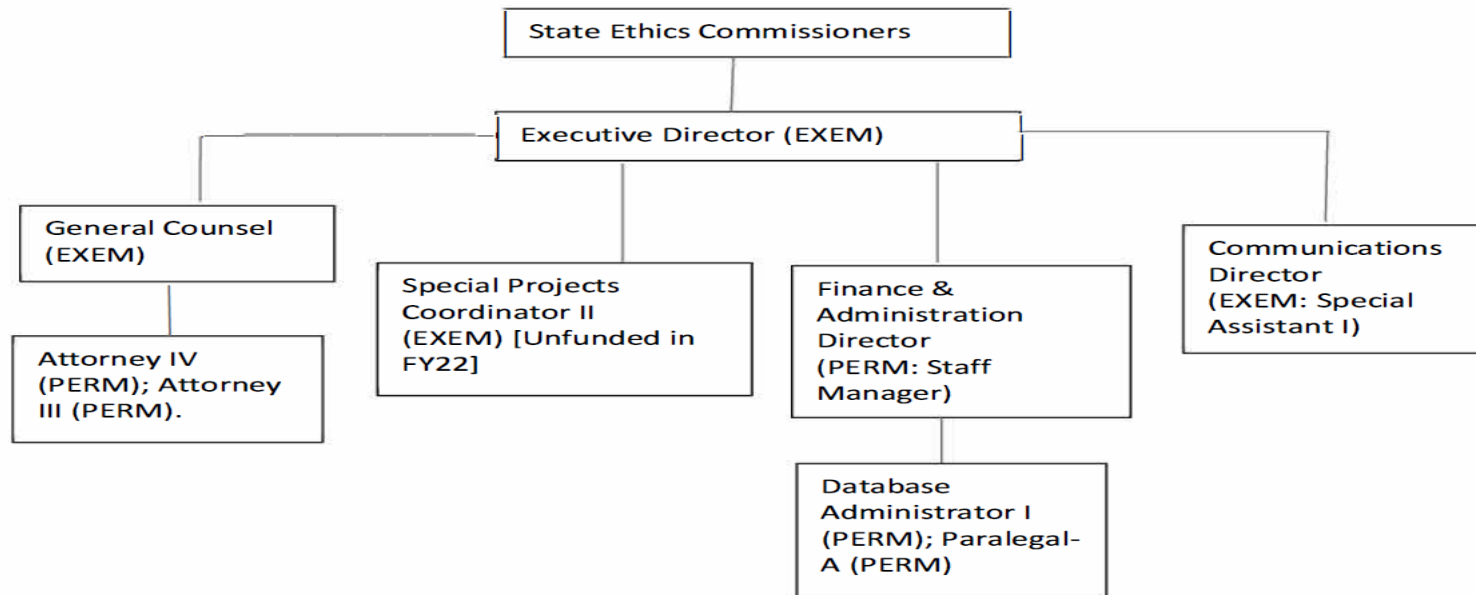 State Ethics Commissioners
Executive Director (EXEM)
General Counsel
(EXEM)
Special Projects
Coordinator II
(EXEM) [Unfunded in
FY22]
Finance &
Administration
Director
(PERM: Staff
Manager)
Communications
Director
(EXEM: Special
Assistant I)
Attorney IV
(PERM); Attorney
III (PERM).
Database
Administrator I
(PERM); Paralegal-
A (PERM)